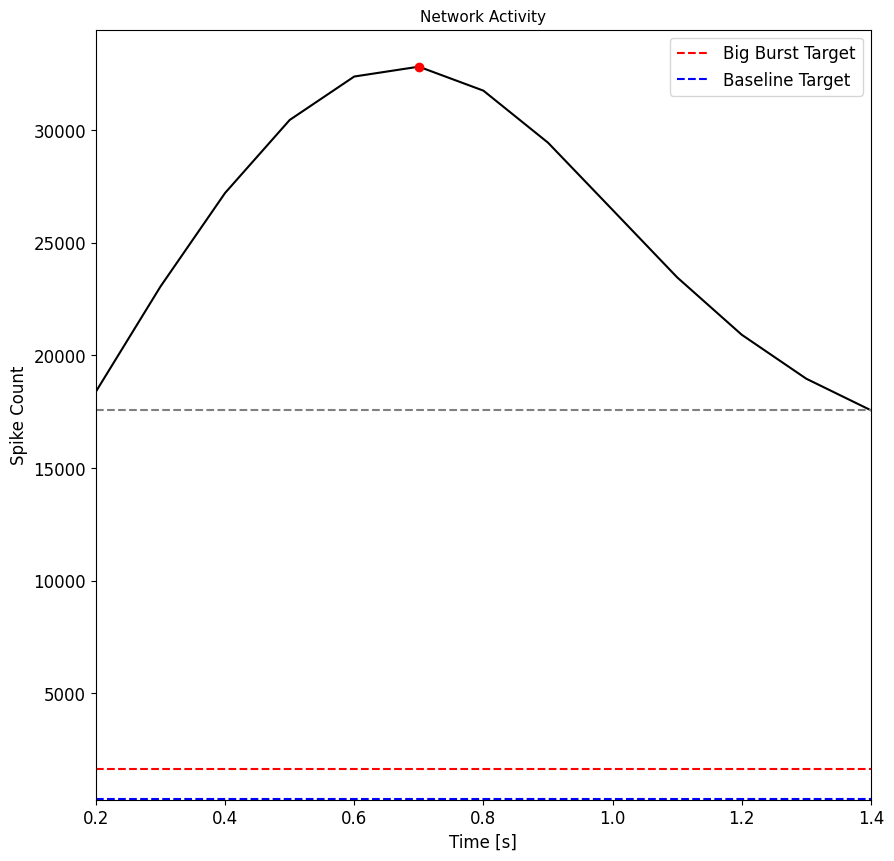 Network Activity
Big Burst Target
Baseline Target
Spike Count
30000
25000
20000
15000
10000
5000
0.2
0.4
0.6
0.8
1.0
1.2
1.4
Time [s]